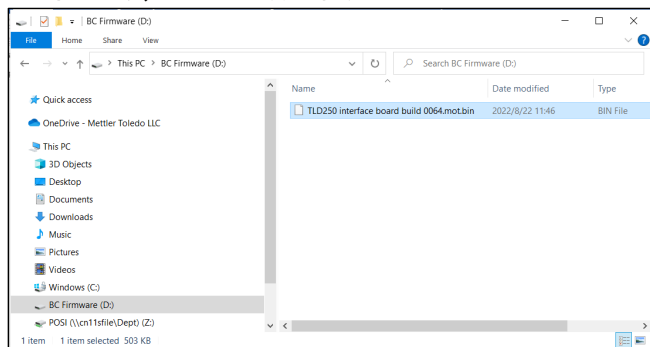 BC Firmware (D:)
File Home Share View
This PC > BC Firmware (D:)
Search BC Firmware (D:)
Name Date modified Type
Quick access
OneDrive - Mettler Toledo LLC
This PC
3D Objects
Desktop
Documents
Downloads
Music
Pictures
Videos
Windows (C:)
BC Firmware (D:)
POSI (\\cn11sfile\Dept) (Z:)
TLD250 interface board build 0064.mot.bin 2022/8/22 11:46 BIN File
1 item 1 item selected 503 KB